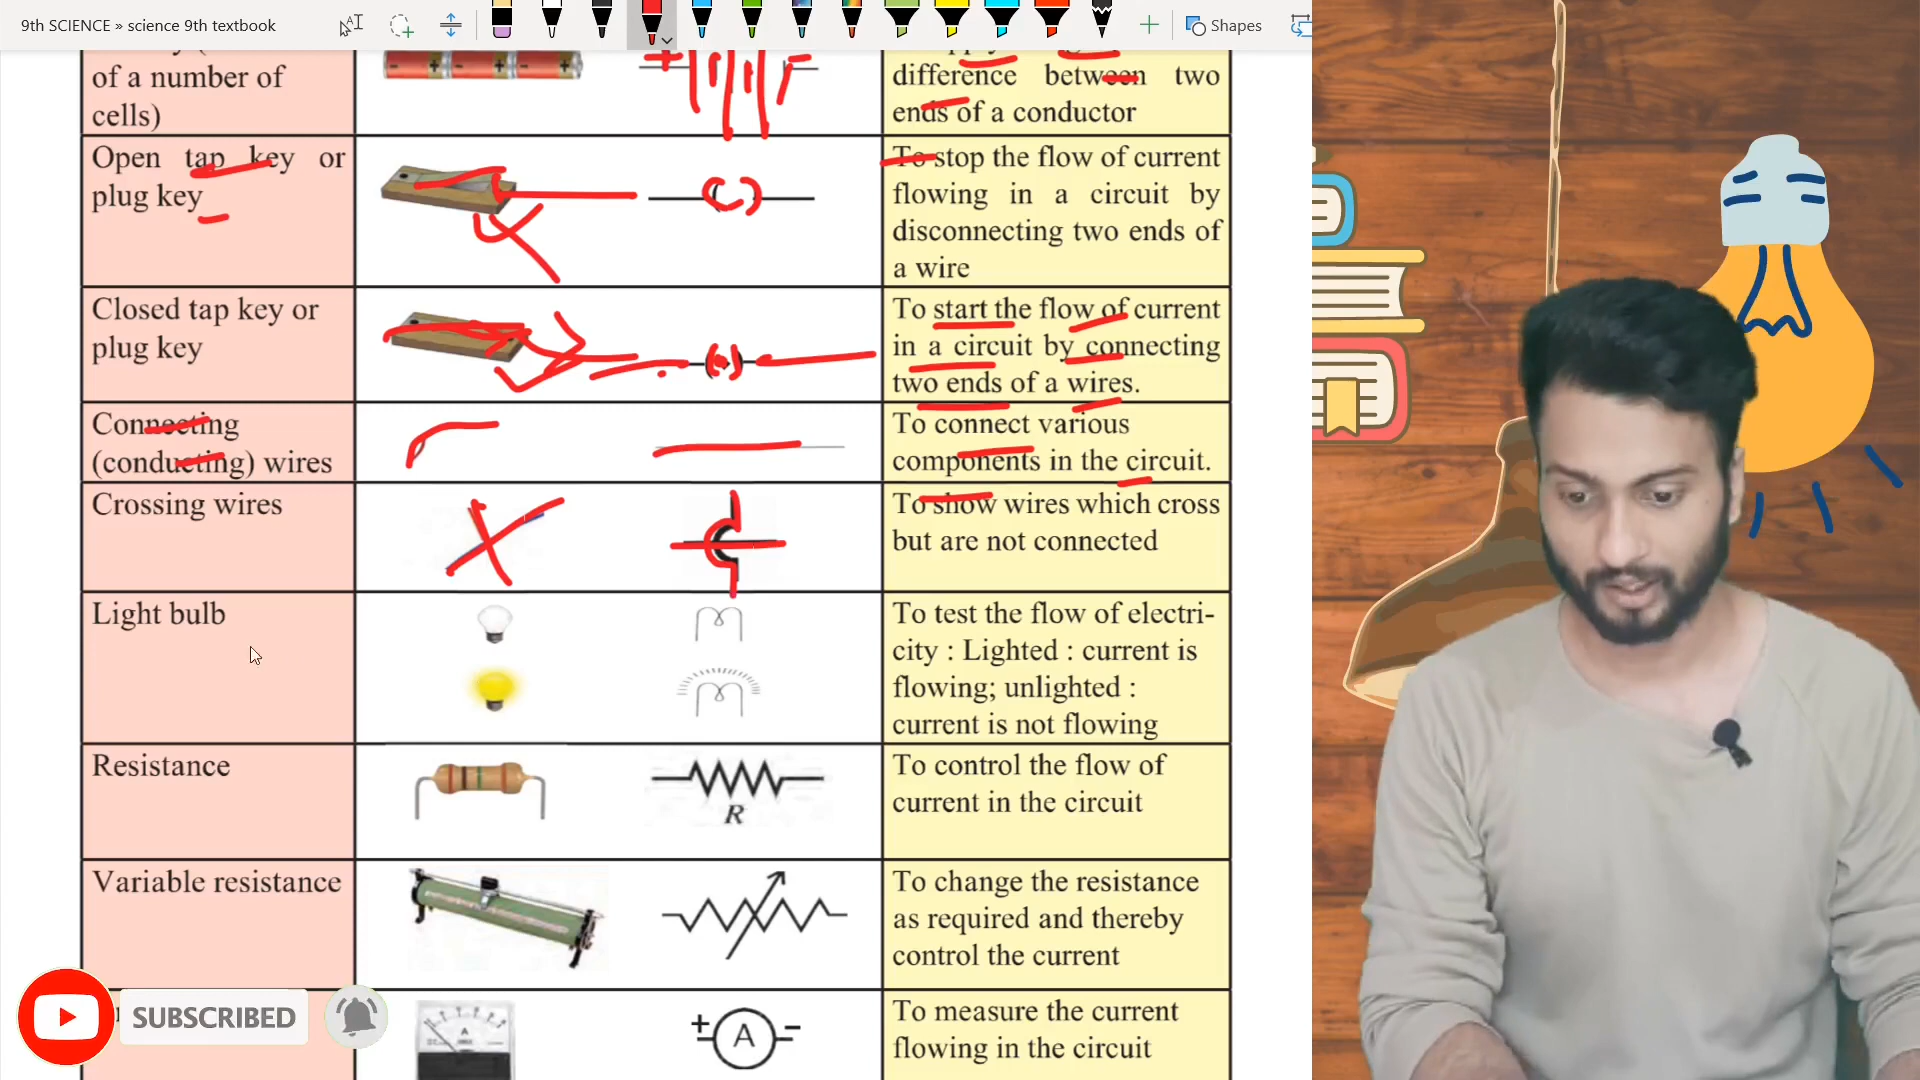 9th SCIENCE » science 9th textbook
Shapes
of a number of
cells)
difference between two
ends of a conductor
Open tap key or
plug key
To stop the flow of current
flowing in a circuit by
disconnecting two ends of
a wire
Closed tap key or
plug key
To start the flow of current
in a circuit by connecting
two ends of a wires.
Connecting
(conducting) wires
To connect various
components in the circuit.
Crossing wires
To show wires which cross
but are not connected
Light bulb
To test the flow of electri-
city : Lighted : current is
flowing; unlighted :
current is not flowing
Resistance
R
To control the flow of
current in the circuit
Variable resistance
To change the resistance
as required and thereby
control the current
A
+ A -
To measure the current
flowing in the circuit
SUBSCRIBED